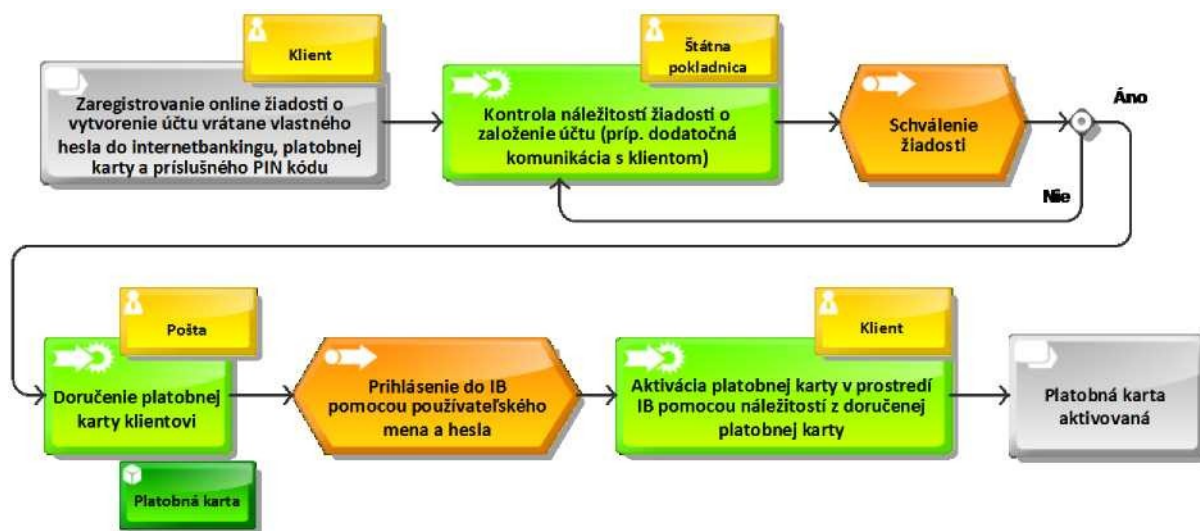 Klient
Zaregistrovanie online žiadosti o
vytvorenie účtu vrátane vlastného
hesla do internetbankingu, platobnej
karty a príslušného PIN kódu
Štátna
pokladnica
Kontrola náležitostí žiadosti o
založenie účtu (príp. dodatočná
komunikácia s klientom)
Schválenie
žiadosti
Áno
Nie
Pošta
Doručenie platobnej
karty klientovi
Platobná karta
Prihlásenie do IB
pomocou používateľského
mena a hesla
Klient
Aktivácia platobnej karty v prostredí
IB pomocou náležitostí z doručenej
platobnej karty
Platobná karta
aktivovaná